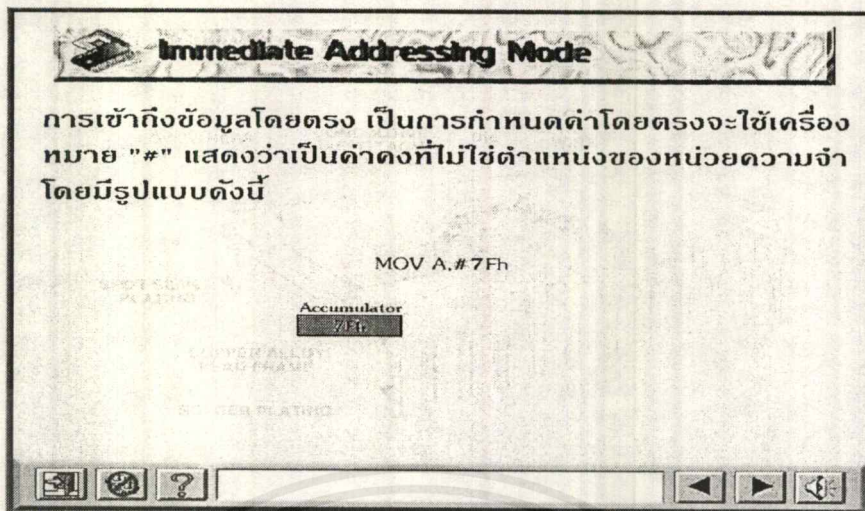 Immediate Addressing Mode
การเข้าถึงข้อมูลโดยตรง เป็นการกำหนดค่าโดยตรงจะใช้เครื่อง
หมาย "#" แสดงว่าเป็นค่าคงที่ไม่ใช่ตำแหน่งของหน่วยความจำ
โดยมีรูปแบบดังนี้
MOV A,#7Fh
Accumulator
7Fh